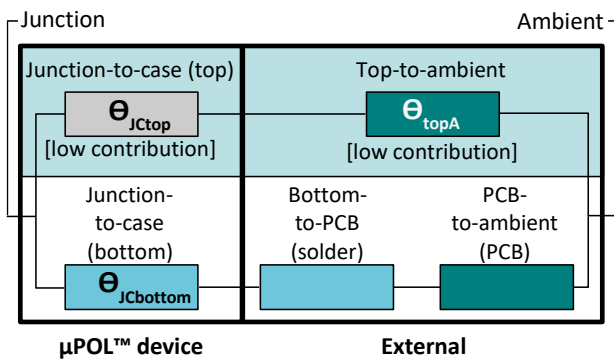 Junction
Ambient
Junction-to-case (top)
Top-to-ambient
ΘJCtop
ΘtopA
[low contribution]
[low contribution]
Junction-
to-case
(bottom)
Bottom-
to-PCB
(solder)
PCB-
to-ambient
(PCB)
ΘJCbottom
µPOL™ device
External